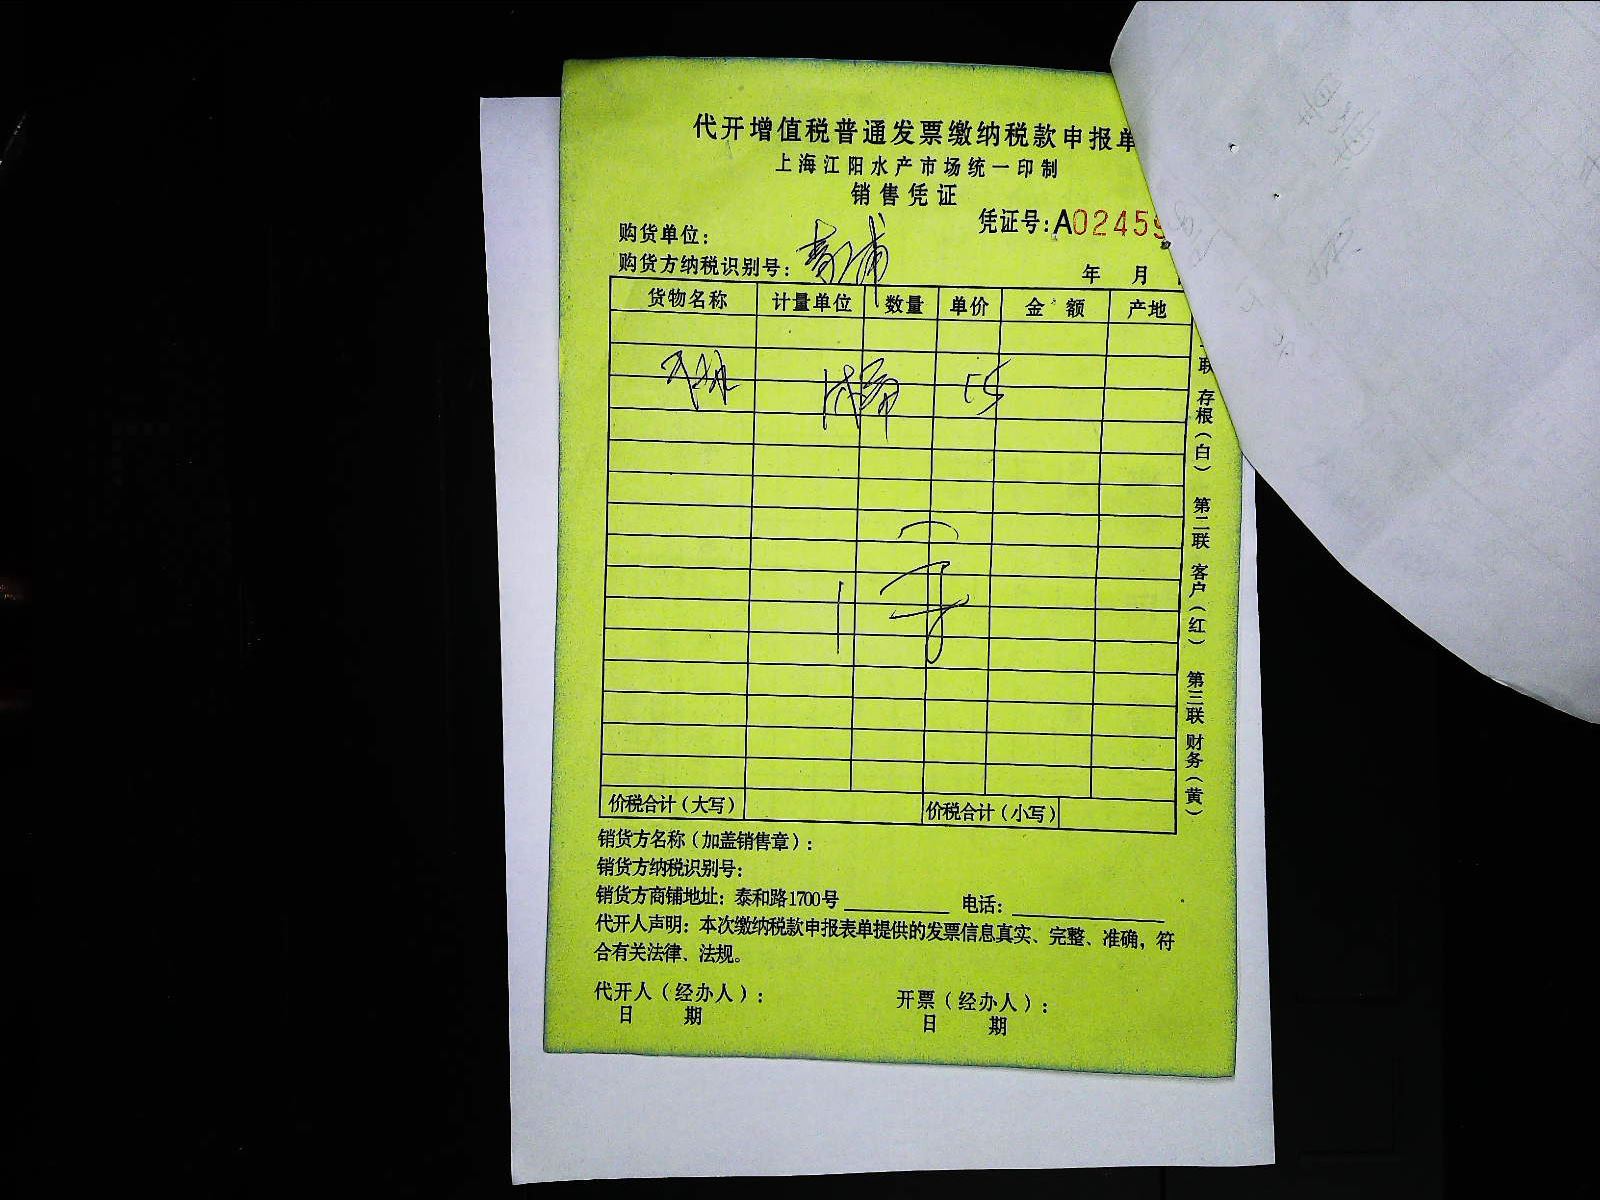 代开增值税普通发票缴纳税款申报单
上海江阳水产市场统一印制
销售凭证
凭证号:A02459
购货单位:
购货方纳税识别号:
年 月
货物名称 计量单位 数量 单价 金额 产地
55
价税合计(大写) 价税合计(小写)
销货方名称(加盖销售章):
销货方纳税识别号:
销货方商铺地址: 泰和路1700号 电话:
代开人声明: 本次缴纳税款申报表单提供的发票信息真实、完整、准确, 符
合有关法律、法规。
代开人(经办人): 开票(经办人):
日 期 日 期
联 存根(白) 第二联 客户(红) 第三联 财务(黄)